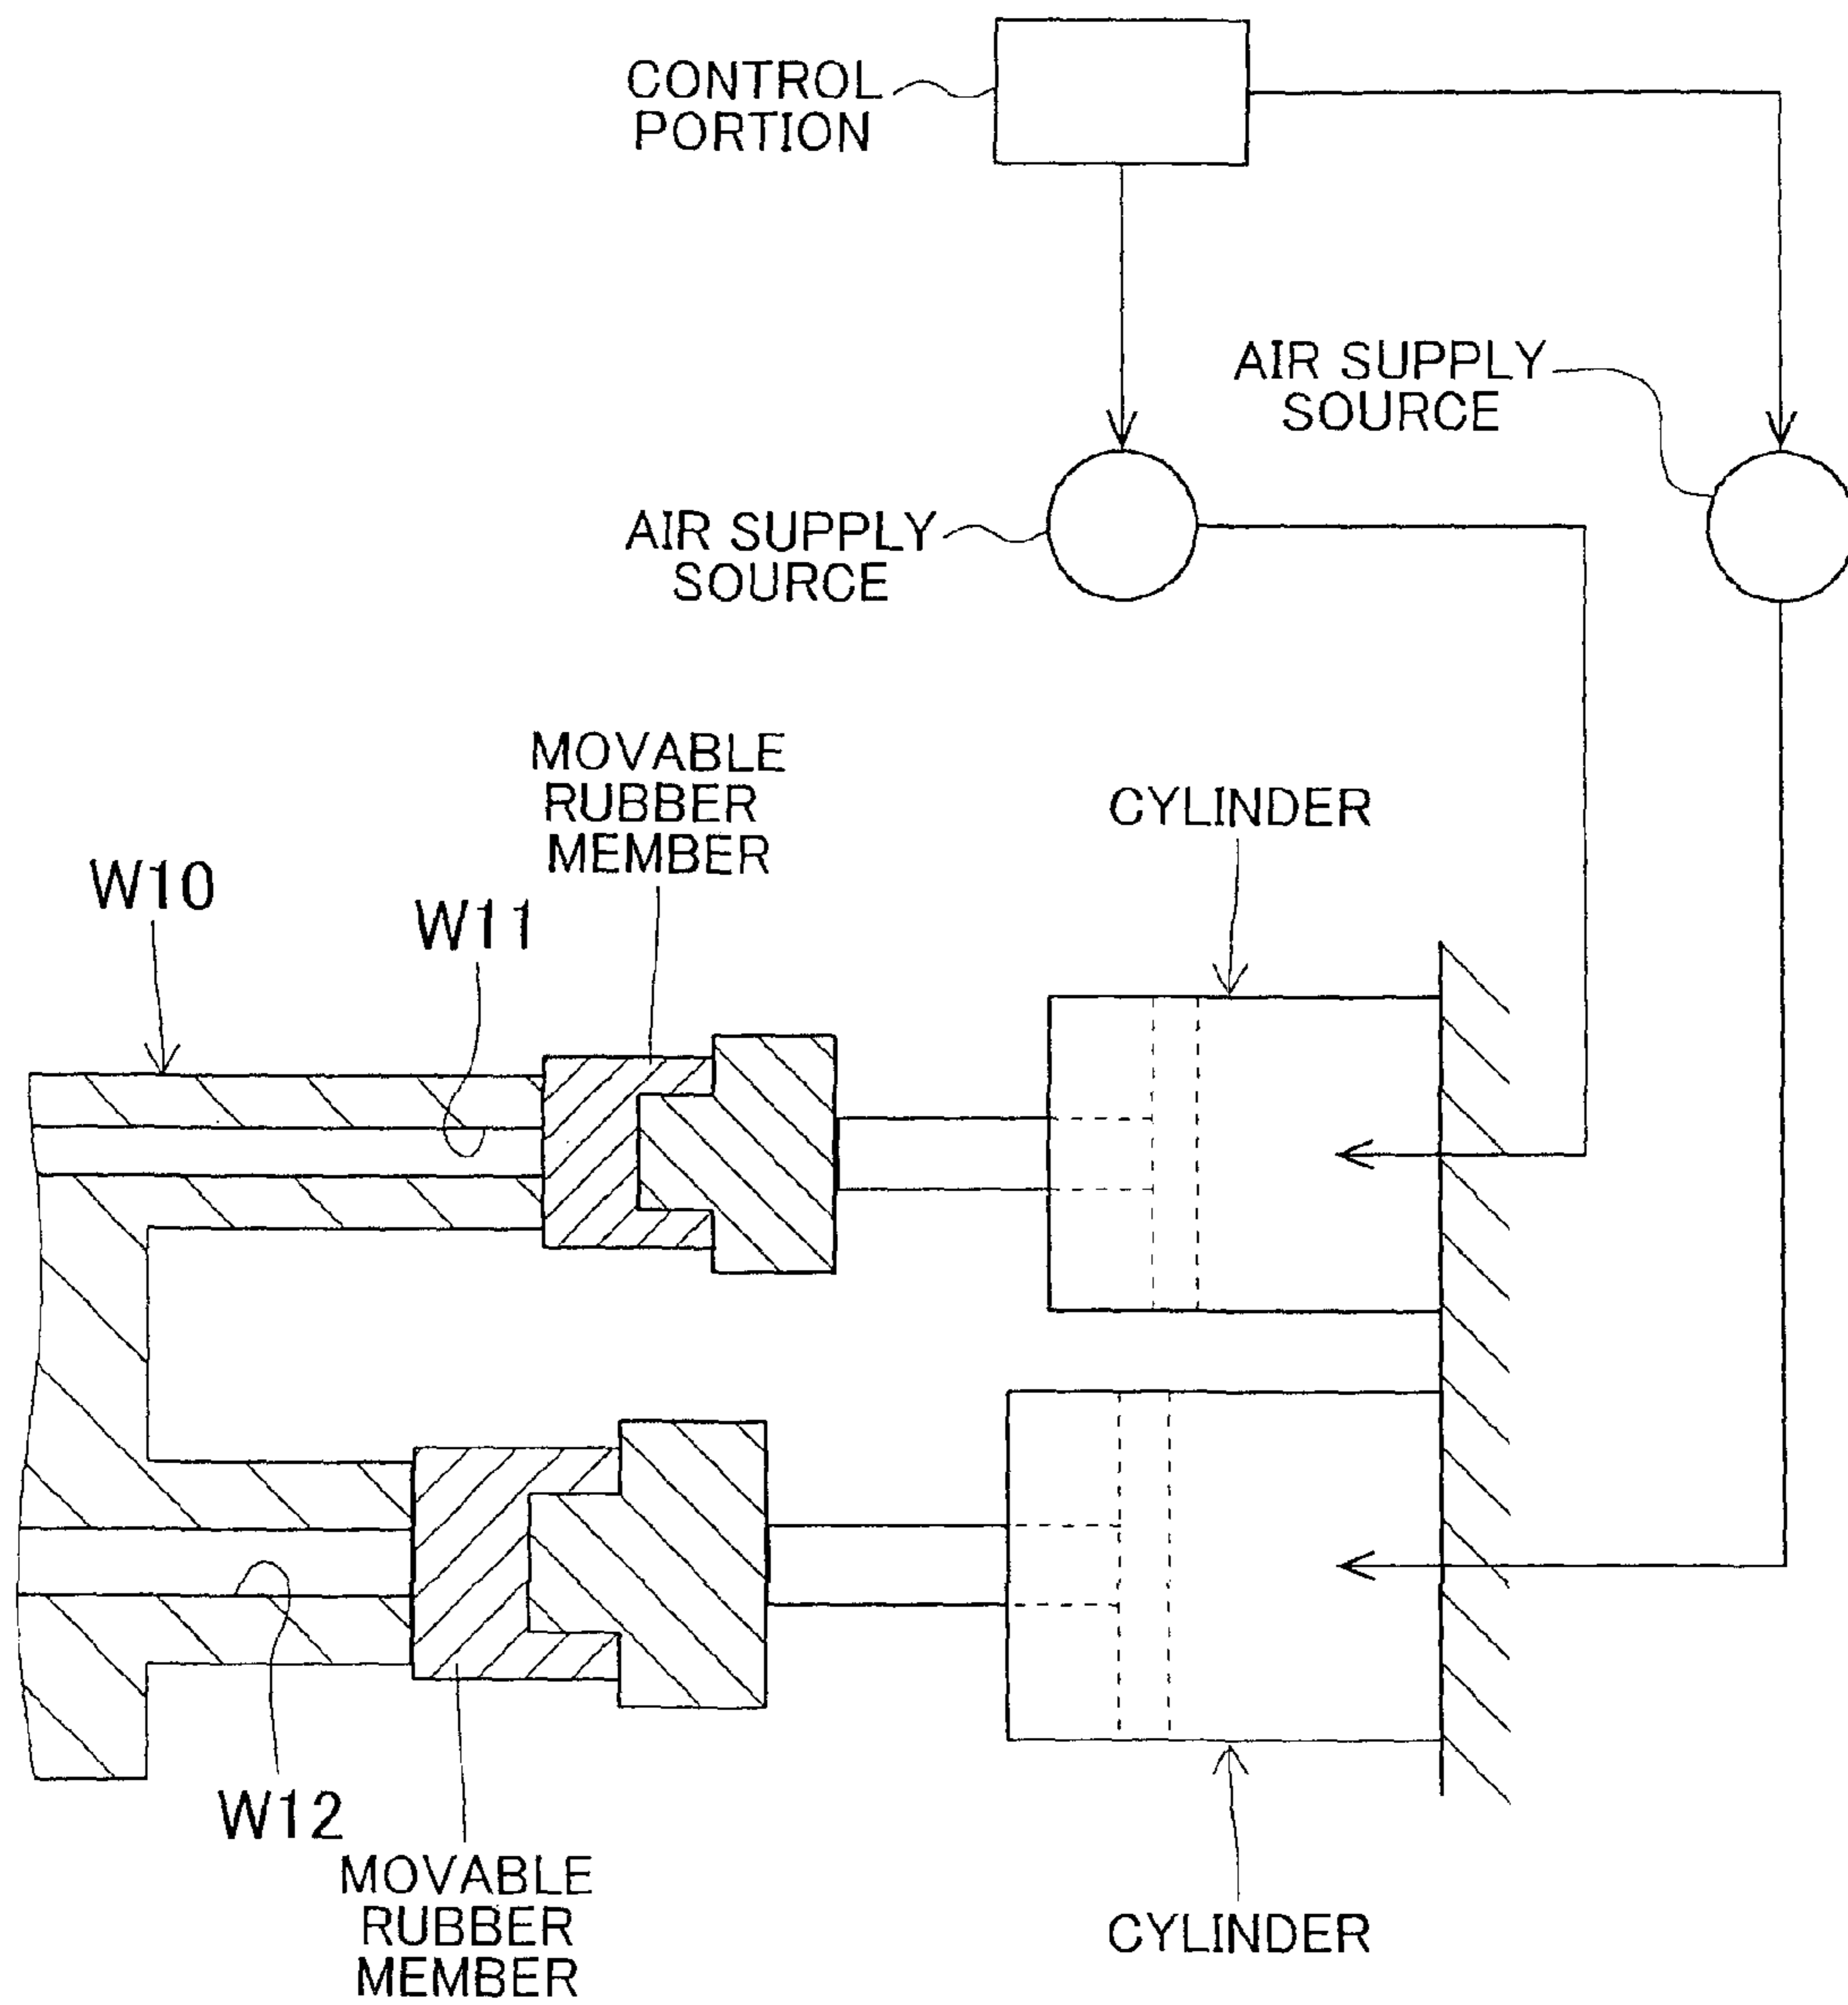 CONTROL
PORTION
AIR SUPPLY
SOURCE
AIR SUPPLY
SOURCE
MOVABLE
RUBBER
MEMBER
CYLINDER
W10
W11
W12
MOVABLE
RUBBER
MEMBER
CYLINDER